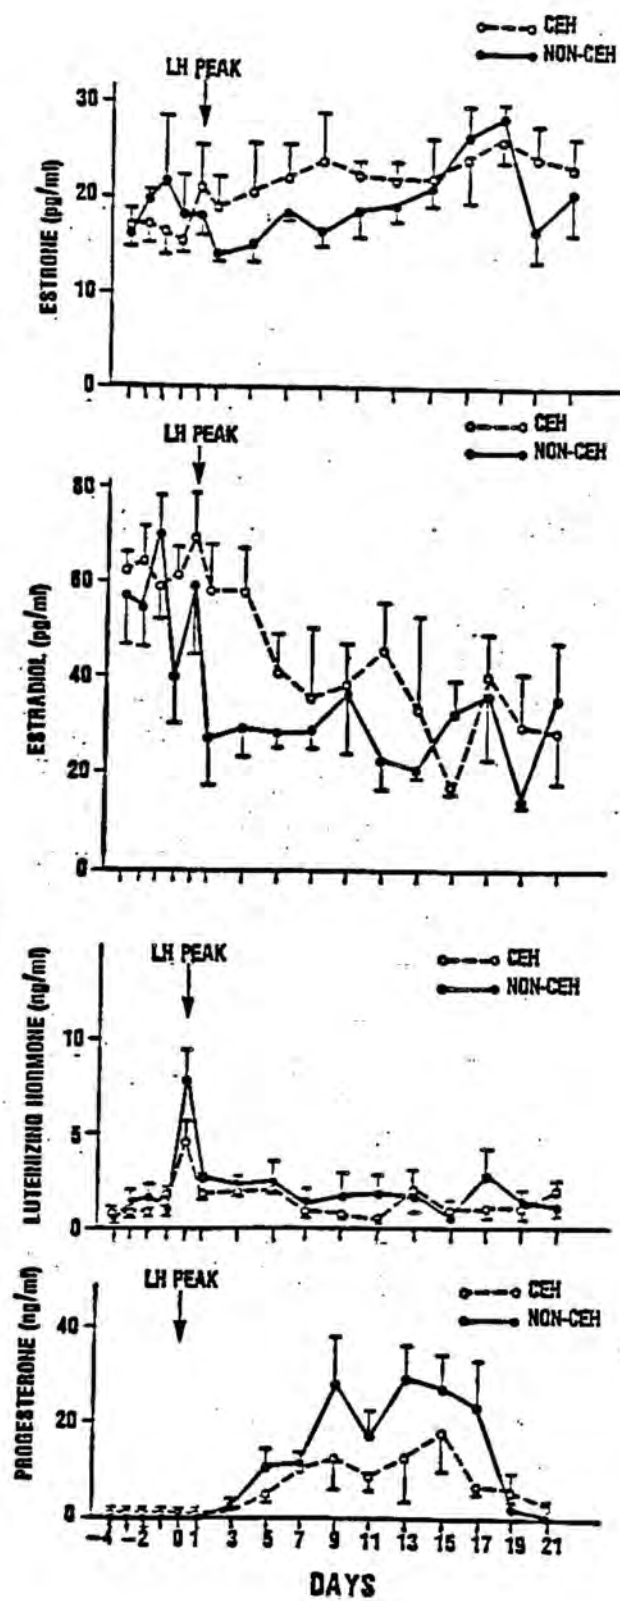 CEH
NON-CEH
LH PEAK
ESTRONE (pg/ml)
30
20
10
0
CEH
NON-CEH
LH PEAK
ESTRADIOL (pg/ml)
80
60
40
20
0
CEH
NON-CEH
LH PEAK
LUTEINIZING HORMONE (ng/ml)
10
5
0
CEH
NON-CEH
LH PEAK
PROGESTERONE (ng/ml)
40
20
0
-4 -2 0 1 3 5 7 9 11 13 15 17 19 21
DAYS